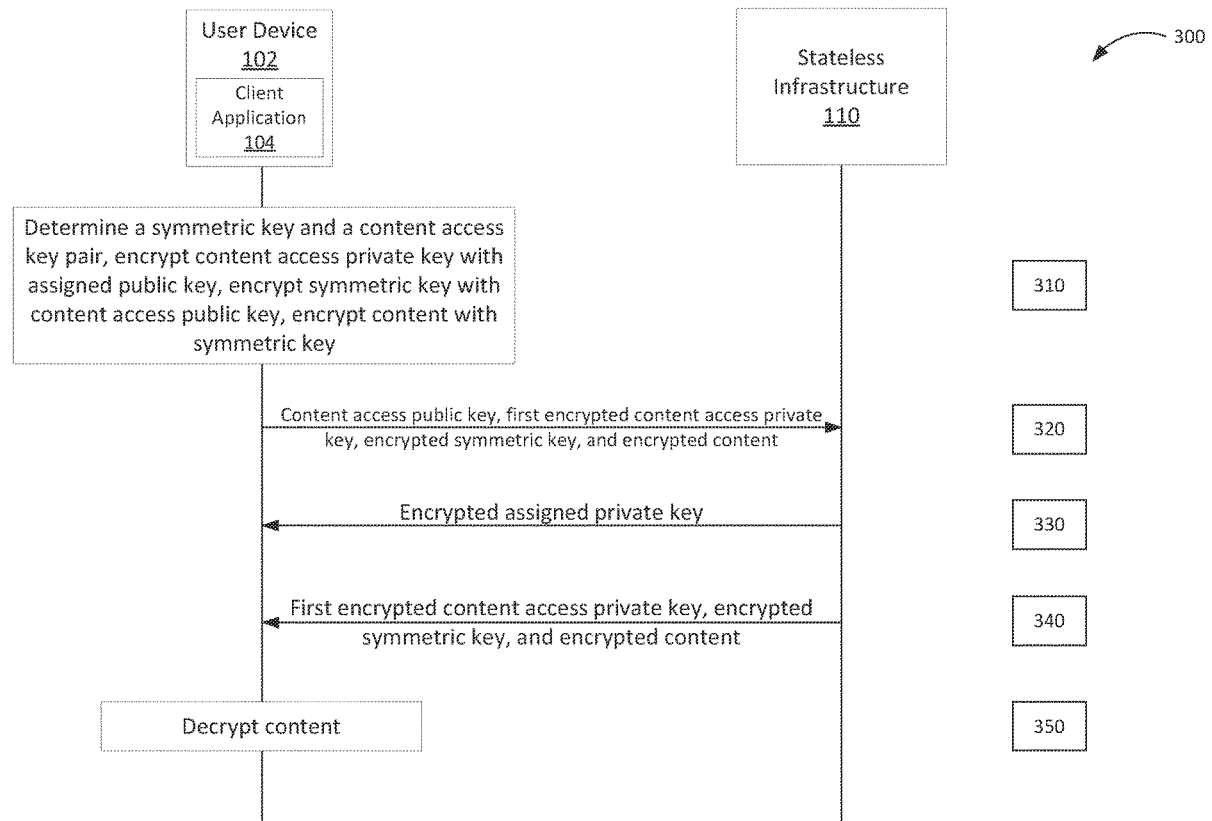 User Device
102
Client
Application
104
Stateless
Infrastructure
110
300
Determine a symmetric key and a content access
key pair, encrypt content access private key with
assigned public key, encrypt symmetric key with
content access public key, encrypt content with
symmetric key
310
Content access public key, first encrypted content access private
key, encrypted symmetric key, and encrypted content
320
Encrypted assigned private key
330
First encrypted content access private key, encrypted
symmetric key, and encrypted content
340
Decrypt content
350